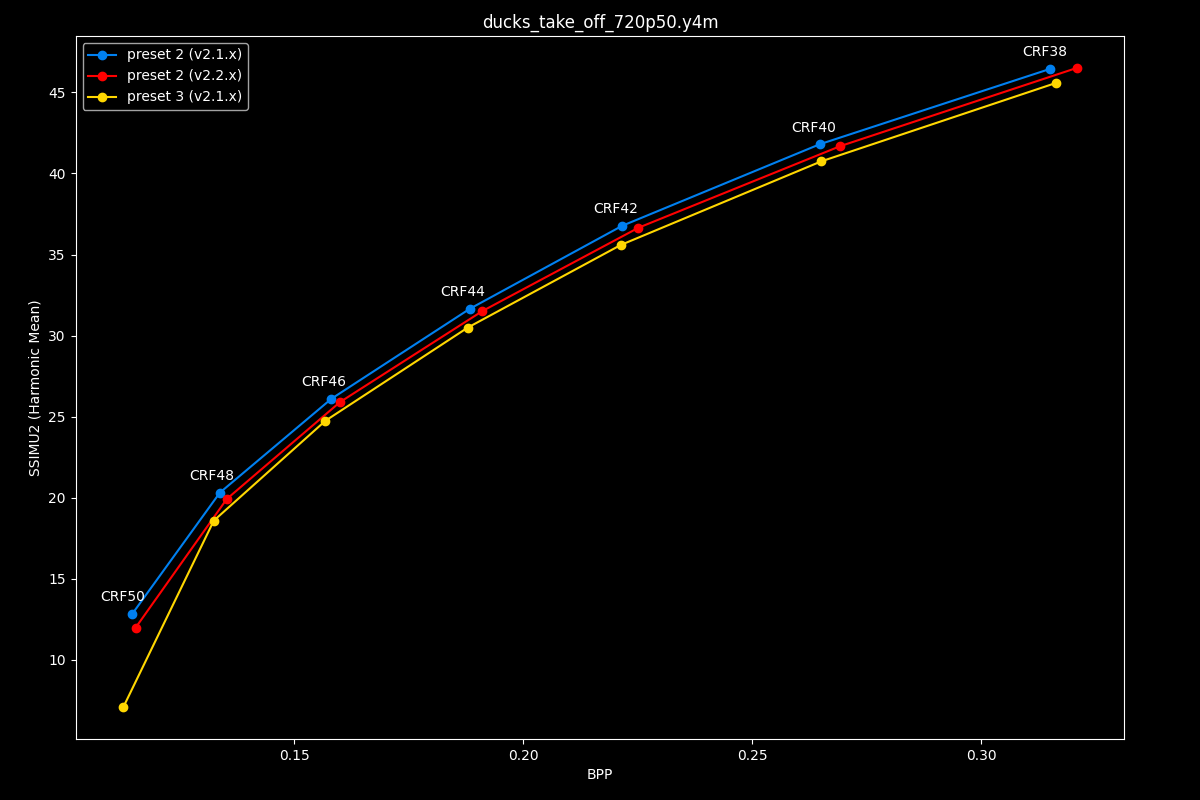 ducks_take_off_720p50.y4m
preset 2 (v2.1.x)
preset 2 (v2.2.x)
preset 3 (v2.1.x)
CRF38
CRF40
CRF42
CRF44
CRF46
CRF48
CRF50
45
40
35
30
25
20
15
10
SSIMU2 (Harmonic Mean)
0.15
0.20
0.25
0.30
BPP